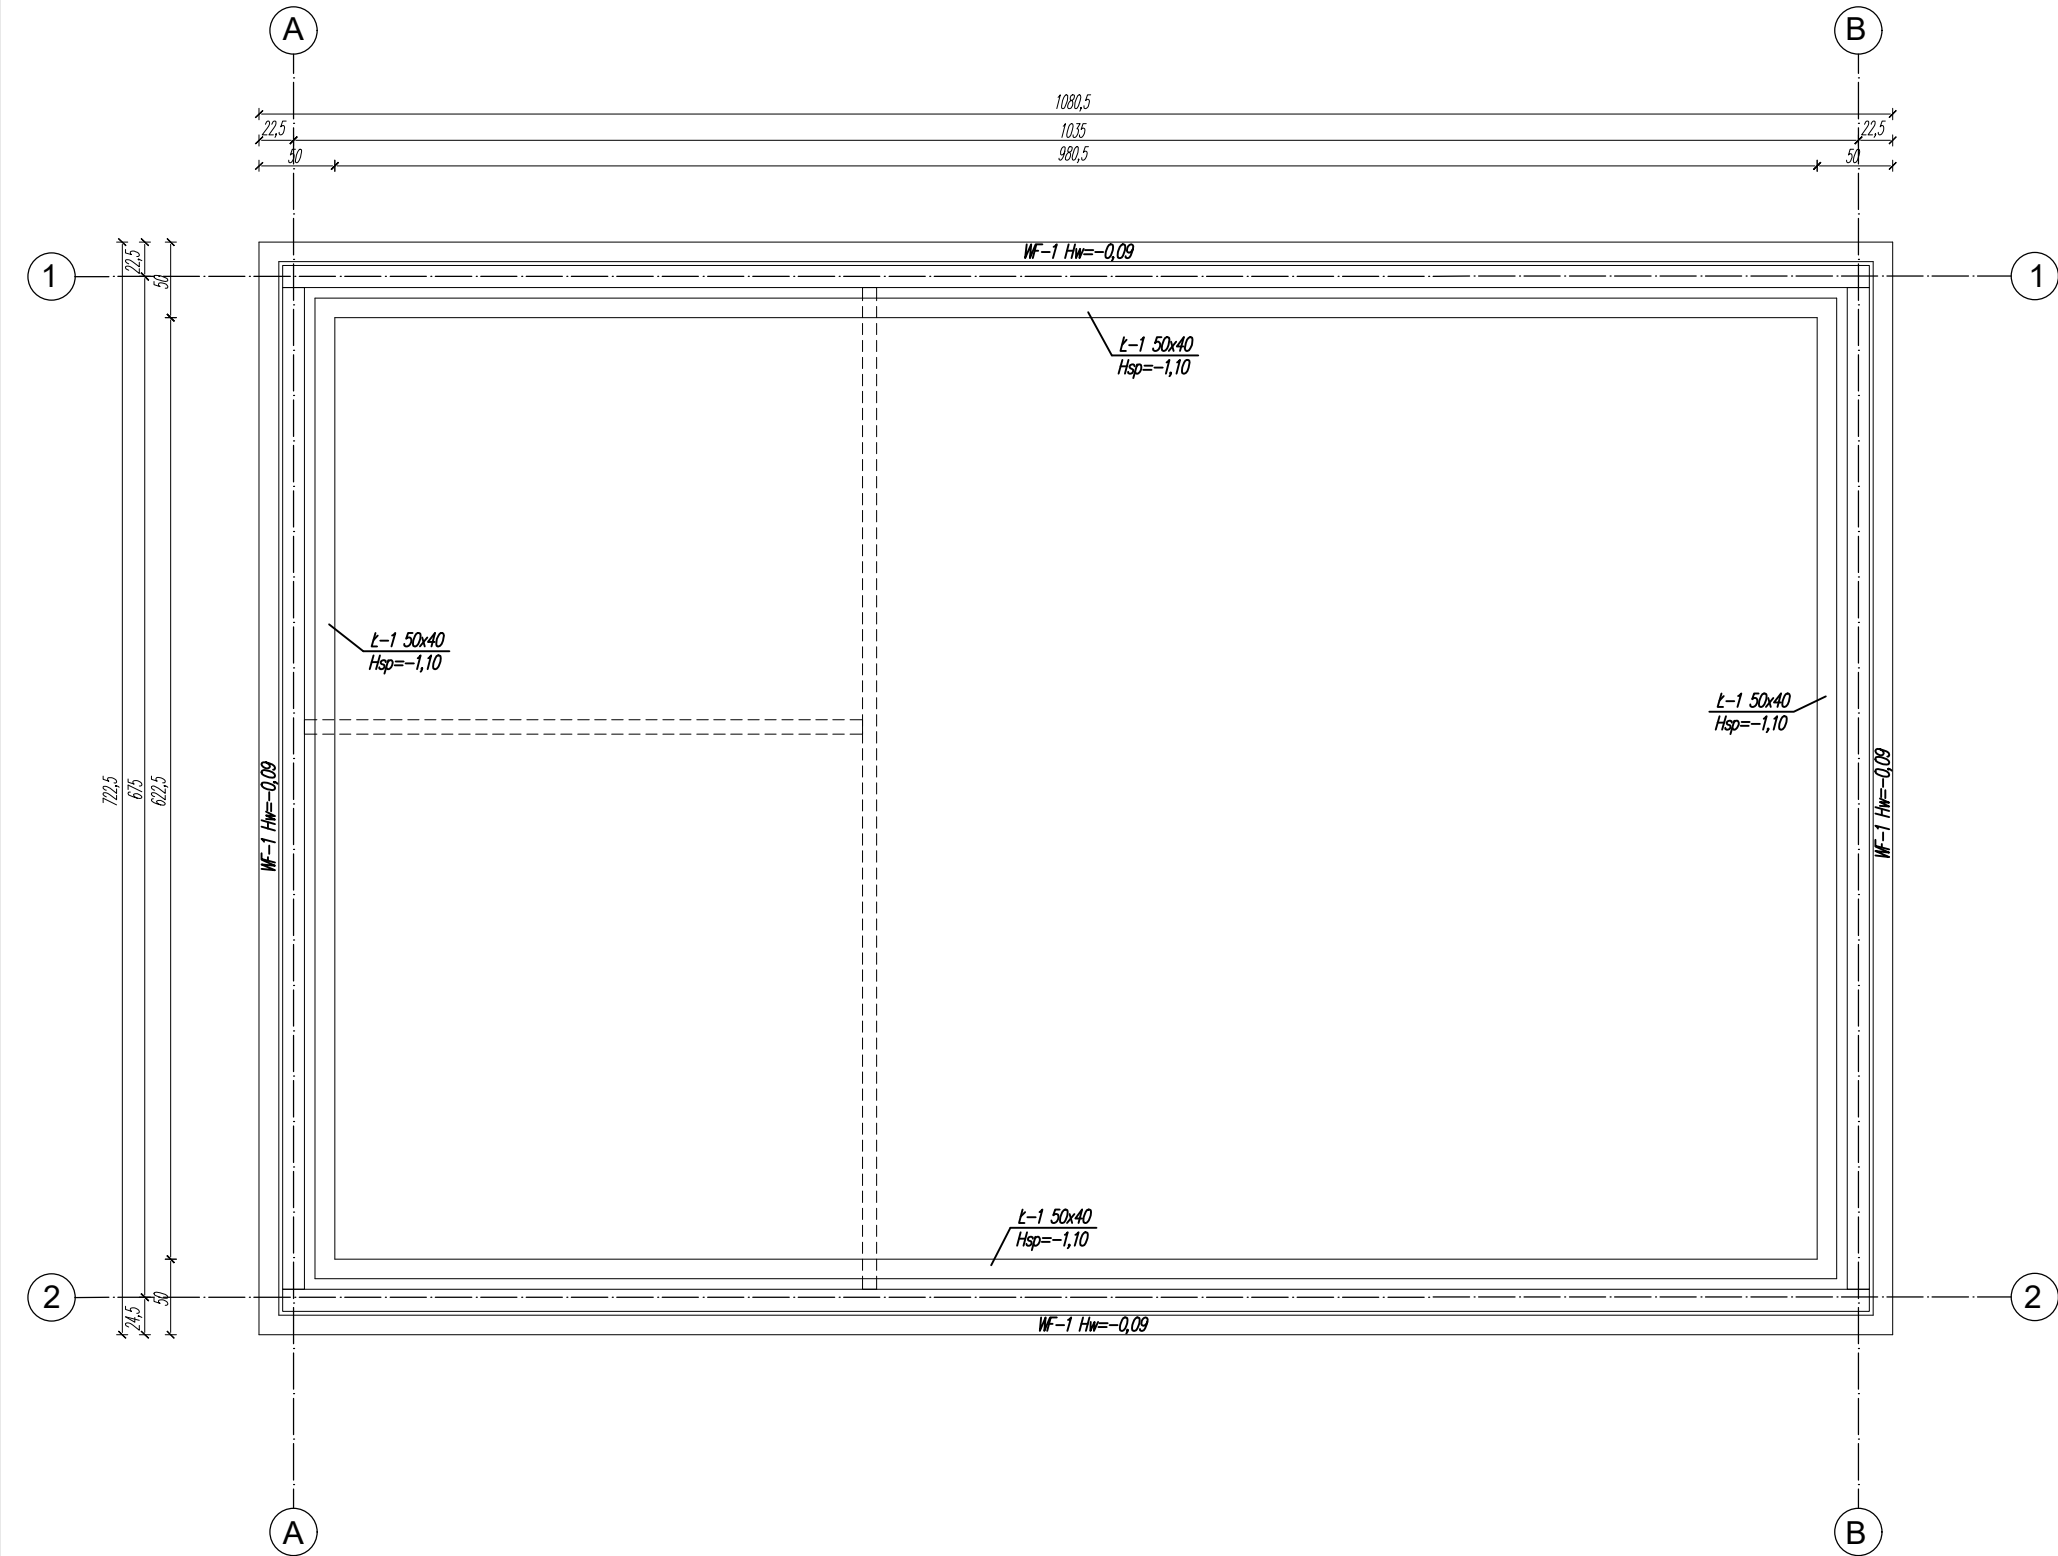 A
B
1080,5
22,5
1035
22,5
50
980,5
50
WF-1 Hw=-0,09
22,5
50
1
1
Ł-1 50x40
Hsp=-1,10
Ł-1 50x40
Hsp=-1,10
Ł-1 50x40
Hsp=-1,10
722,5
675
622,5
WF-1 Hw=-0,09
WF-1 Hw=-0,09
Ł-1 50x40
Hsp=-1,10
2
24,5
50
2
WF-1 Hw=-0,09
A
B